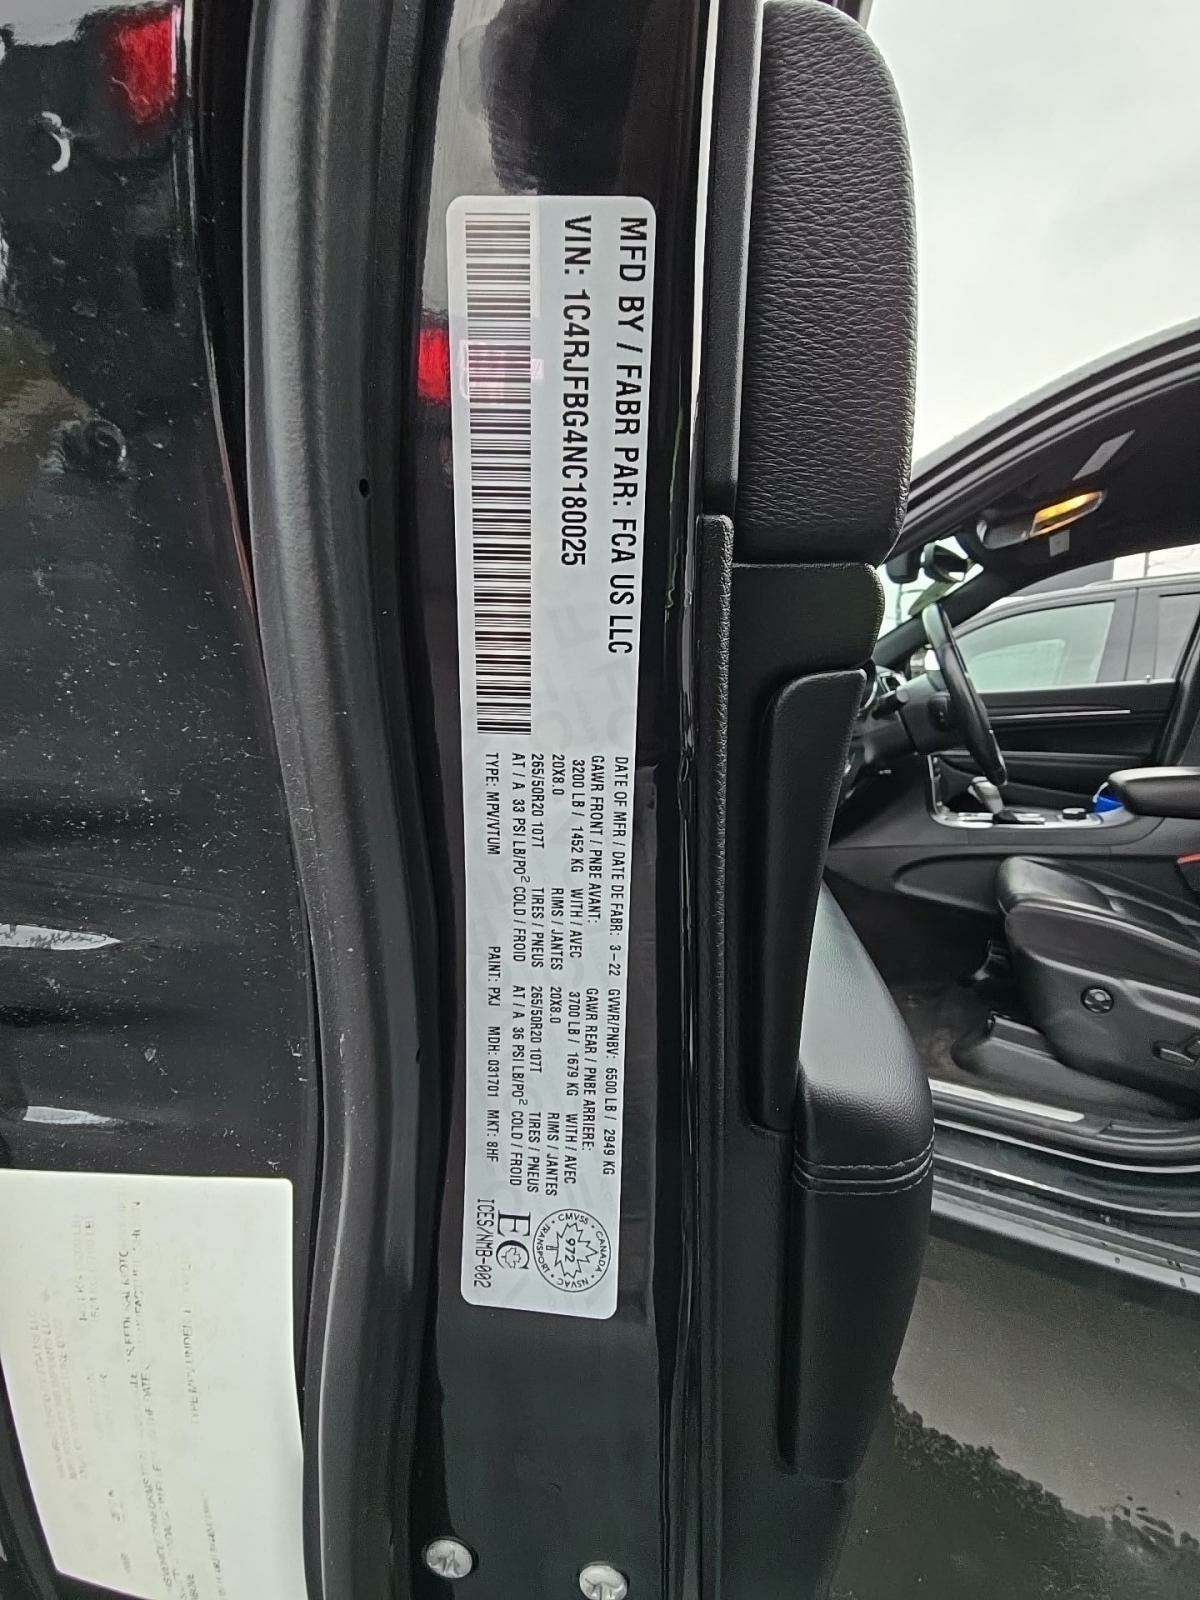 MFD BY / FABR PAR: FCA US LLC
VIN: 1C4RJFBG4NC180025
DATE OF MFR / DATE DE FABR: 3-22 GVWR/PNBV: 6500 LB / 2949 KG
GAWR FRONT / PNBE AVANT: GAWR REAR / PNBE ARRIERE:
3200 LB / 1452 KG WITH / AVEC 3700 LB / 1679 KG WITH / AVEC
20X8.0 RIMS / JANTES 20X8.0 RIMS / JANTES
265/50R20 107T TIRES / PNEUS 265/50R20 107T TIRES / PNEUS
AT / A 33 PSI LB/PO² COLD / FROID AT / A 36 PSI LB/PO² COLD / FROID
TYPE: MPV/VTUM PAINT: PXJ MDH: 031701 MKT: 8HF
CANADA · NSVAC · TRANSPORT · CMVSS
972
EC
ICES/NMB-002